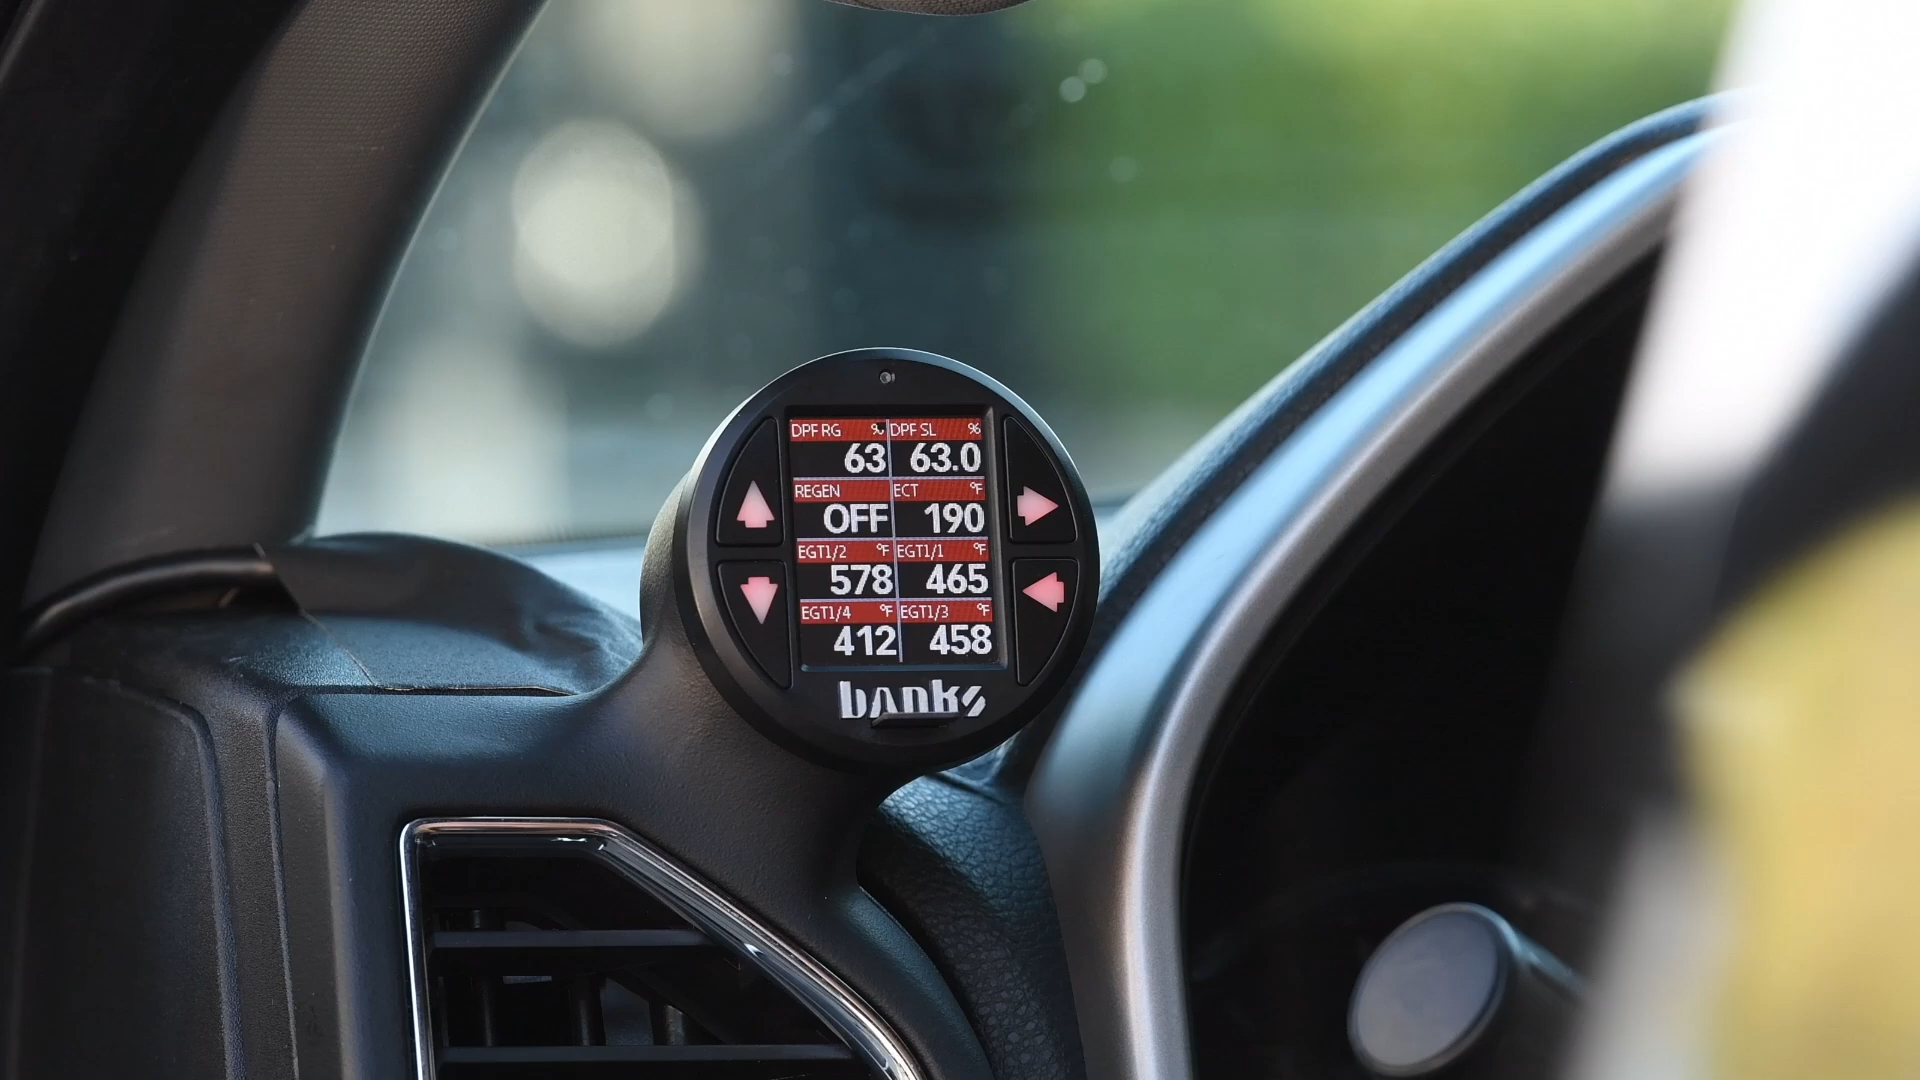 DPF RG % DPF SL %
63 63.0
REGEN ECT °F
OFF 190
EGT1/2 °F EGT1/1 °F
578 465
EGT1/4 °F EGT1/3 °F
412 458
banks